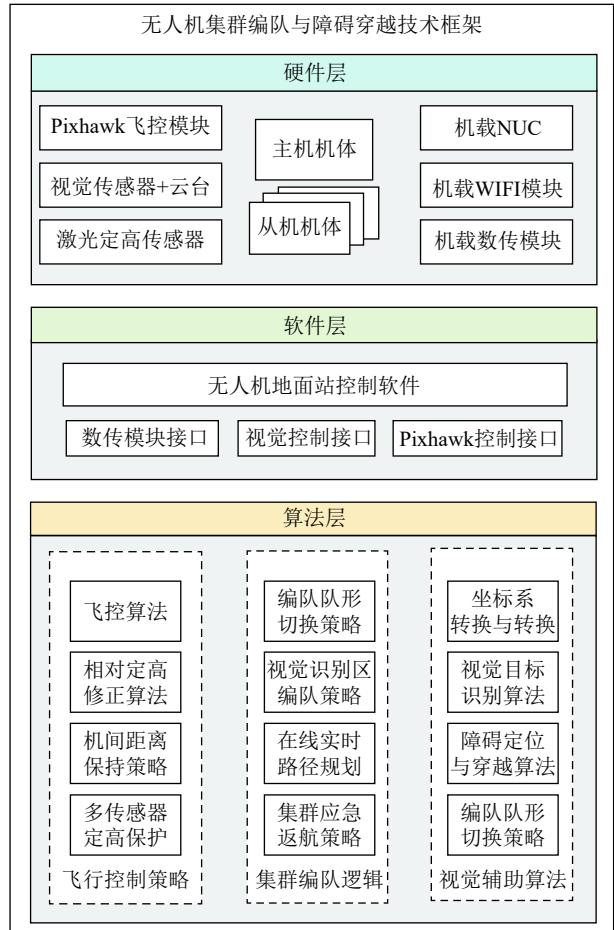 无人机集群编队与障碍穿越技术框架
硬件层
Pixhawk飞控模块
视觉传感器+云台
激光定高传感器
主机机体
从机机体
机载NUC
机载WIFI模块
机载数传模块
软件层
无人机地面站控制软件
数传模块接口
视觉控制接口
Pixhawk控制接口
算法层
飞控算法
相对定高
修正算法
机间距离
保持策略
多传感器
定高保护
飞行控制策略
编队队形
切换策略
视觉识别区
编队策略
在线实时
路径规划
集群应急
返航策略
集群编队逻辑
坐标系
转换与转换
视觉目标
识别算法
障碍定位
与穿越算法
编队队形
切换策略
视觉辅助算法